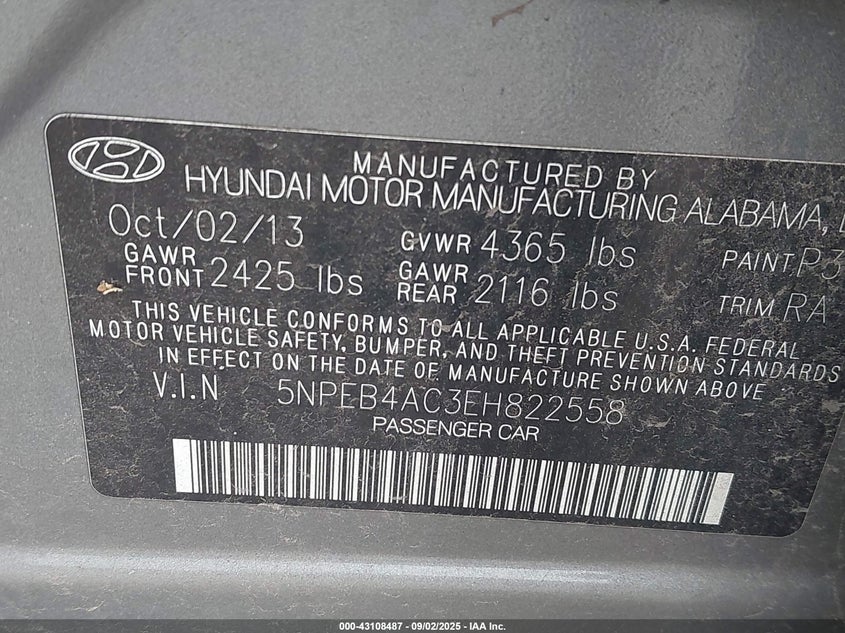 MANUFACTURED BY
HYUNDAI MOTOR MANUFACTURING ALABAMA,
Oct/02/13 GVWR 4365 lbs PAINT P3
GAWR FRONT 2425 lbs GAWR REAR 2116 lbs TRIM RA
THIS VEHICLE CONFORMS TO ALL APPLICABLE U.S.A. FEDERAL
MOTOR VEHICLE SAFETY, BUMPER, AND THEFT PREVENTION STANDARDS
IN EFFECT ON THE DATE OF MANUFACTURE SHOWN ABOVE
V.I.N 5NPEB4AC3EH822558
PASSENGER CAR
000-43108487 - 09/02/2025 - IAA Inc.